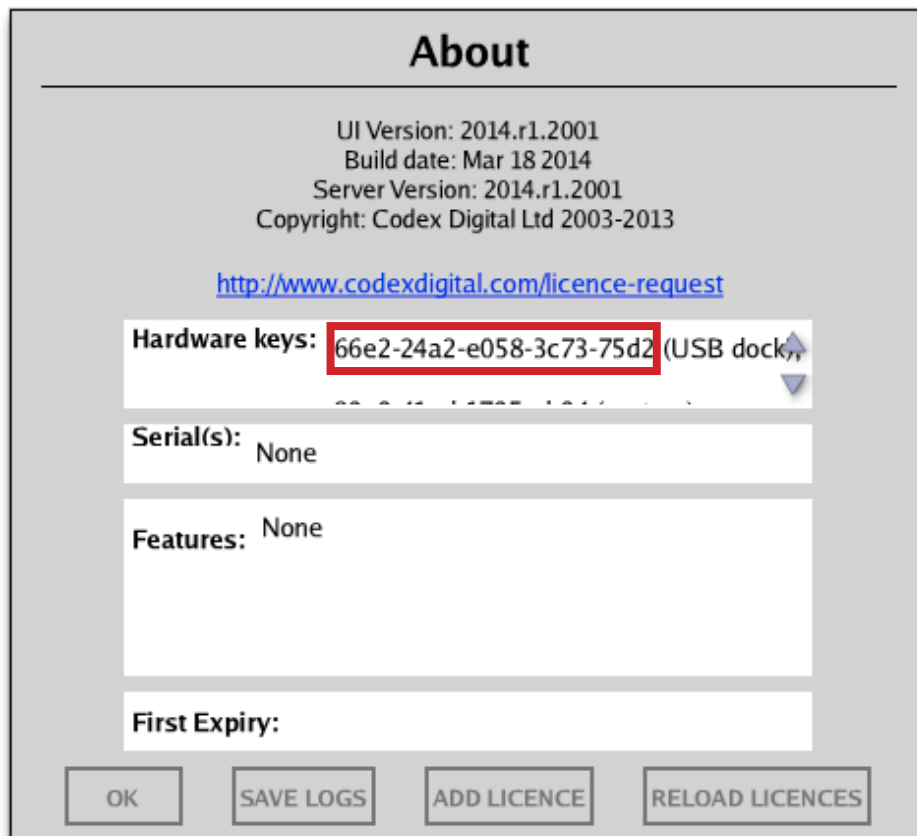 About
UI Version: 2014.r1.2001
Build date: Mar 18 2014
Server Version: 2014.r1.2001
Copyright: Codex Digital Ltd 2003-2013
http://www.codexdigital.com/licence-request
Hardware keys: 66e2-24a2-e058-3c73-75d2 (USB dock),
Serial(s): None
Features: None
First Expiry:
OK SAVE LOGS ADD LICENCE RELOAD LICENCES